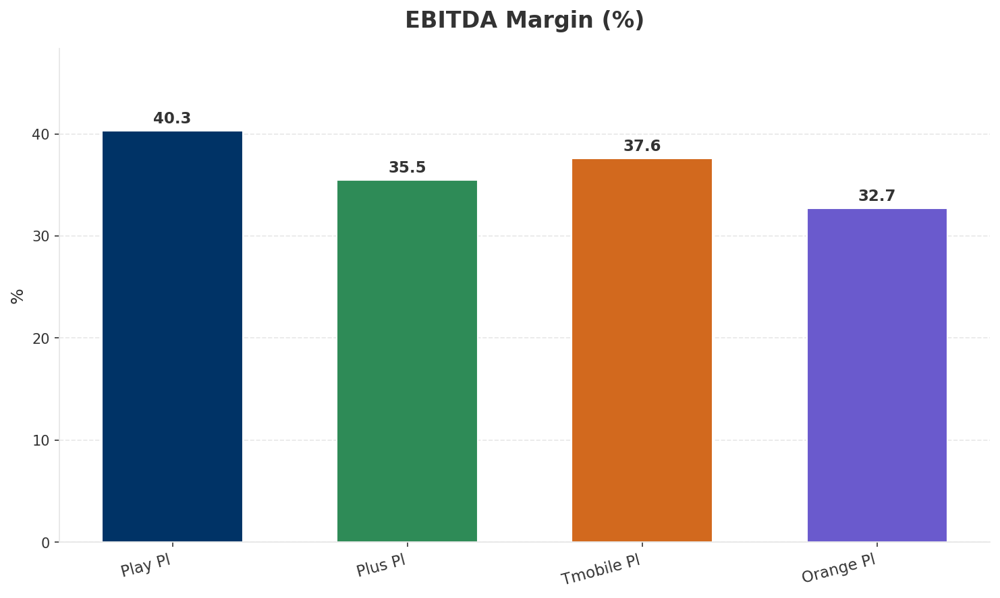 EBITDA Margin (%)
%
40
30
20
10
0
40.3
35.5
37.6
32.7
Play Pl
Plus Pl
Tmobile Pl
Orange Pl